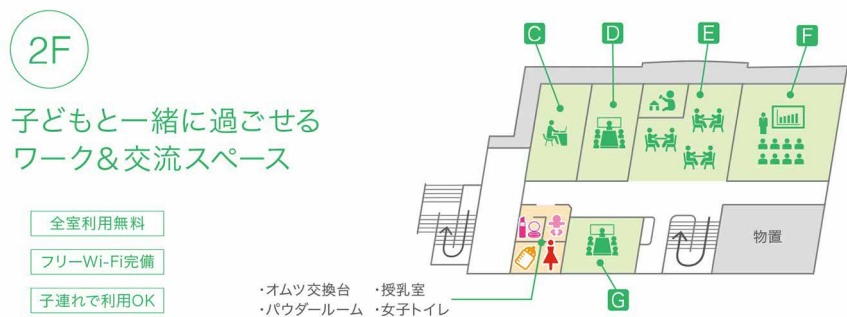 2F
子どもと一緒に過ごせる
ワーク&交流スペース
全室利用無料
フリーWi-Fi完備
子連れで利用OK
C
D
E
F
物置
・オムツ交換台 ・授乳室
・パウダールーム ・女子トイレ
G